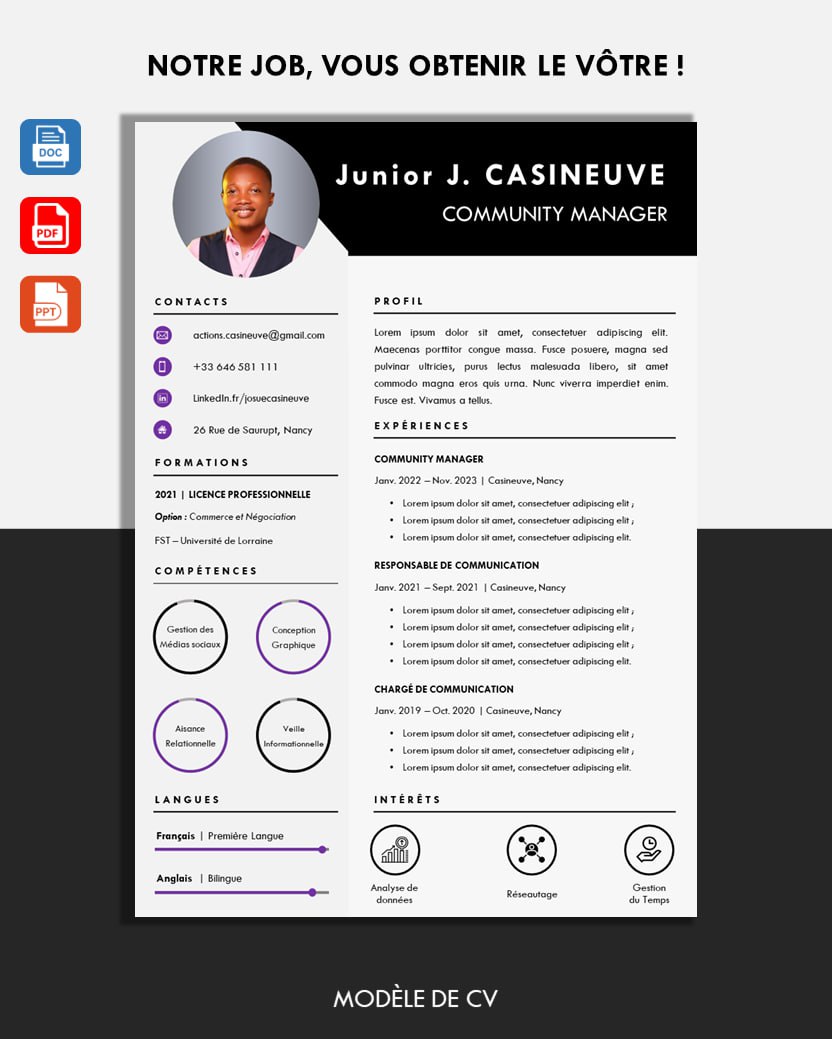 NOTRE JOB, VOUS OBTENIR LE VÔTRE !
DOC
PDF
PPT
Junior J. CASINEUVE
COMMUNITY MANAGER
CONTACTS
actions.casineuve@gmail.com
+33 646 581 111
LinkedIn.fr/josuecasineuve
26 Rue de Saurupt, Nancy
FORMATIONS
2021 | LICENCE PROFESSIONNELLE
Option : Commerce et Négociation
FST – Université de Lorraine
COMPÉTENCES
Gestion des
Médias sociaux
Conception
Graphique
Aisance
Relationnelle
Veille
Informationnelle
LANGUES
Français | Première Langue
Anglais | Bilingue
PROFIL
Lorem ipsum dolor sit amet, consectetuer adipiscing elit.
Maecenas porttitor congue massa. Fusce posuere, magna sed
pulvinar ultricies, purus lectus malesuada libero, sit amet
commodo magna eros quis urna. Nunc viverra imperdiet enim.
Fusce est. Vivamus a tellus.
EXPÉRIENCES
COMMUNITY MANAGER
Janv. 2022 – Nov. 2023 | Casineuve, Nancy
• Lorem ipsum dolor sit amet, consectetuer adipiscing elit ;
• Lorem ipsum dolor sit amet, consectetuer adipiscing elit ;
• Lorem ipsum dolor sit amet, consectetuer adipiscing elit.
RESPONSABLE DE COMMUNICATION
Janv. 2021 – Sept. 2021 | Casineuve, Nancy
• Lorem ipsum dolor sit amet, consectetuer adipiscing elit ;
• Lorem ipsum dolor sit amet, consectetuer adipiscing elit ;
• Lorem ipsum dolor sit amet, consectetuer adipiscing elit ;
• Lorem ipsum dolor sit amet, consectetuer adipiscing elit.
CHARGÉ DE COMMUNICATION
Janv. 2019 – Oct. 2020 | Casineuve, Nancy
• Lorem ipsum dolor sit amet, consectetuer adipiscing elit ;
• Lorem ipsum dolor sit amet, consectetuer adipiscing elit ;
• Lorem ipsum dolor sit amet, consectetuer adipiscing elit.
INTÉRÊTS
Analyse de
données
Réseautage
Gestion
du Temps
MODÈLE DE CV